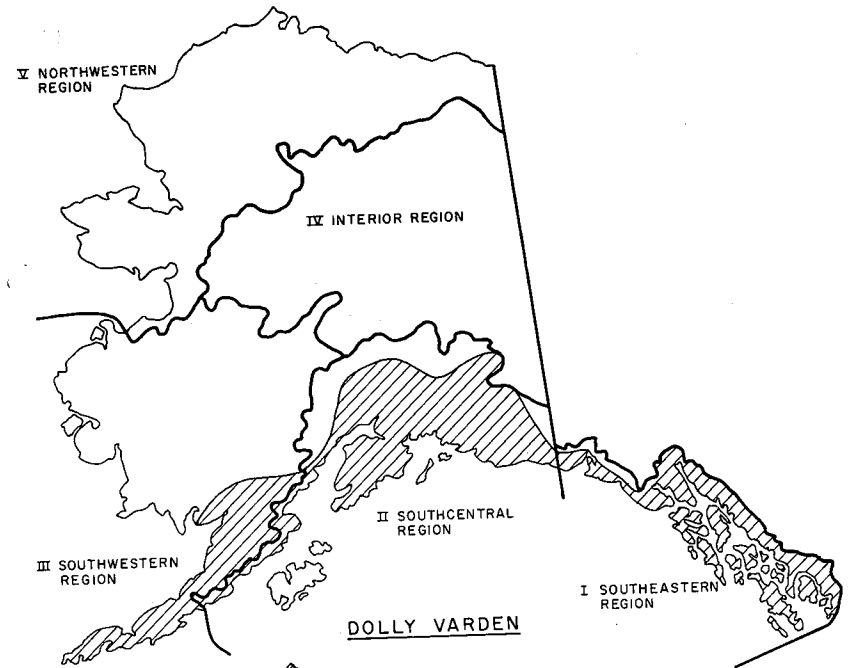 V NORTHWESTERN
REGION
IV INTERIOR REGION
II SOUTHCENTRAL
REGION
III SOUTHWESTERN
REGION
I SOUTHEASTERN
REGION
DOLLY VARDEN